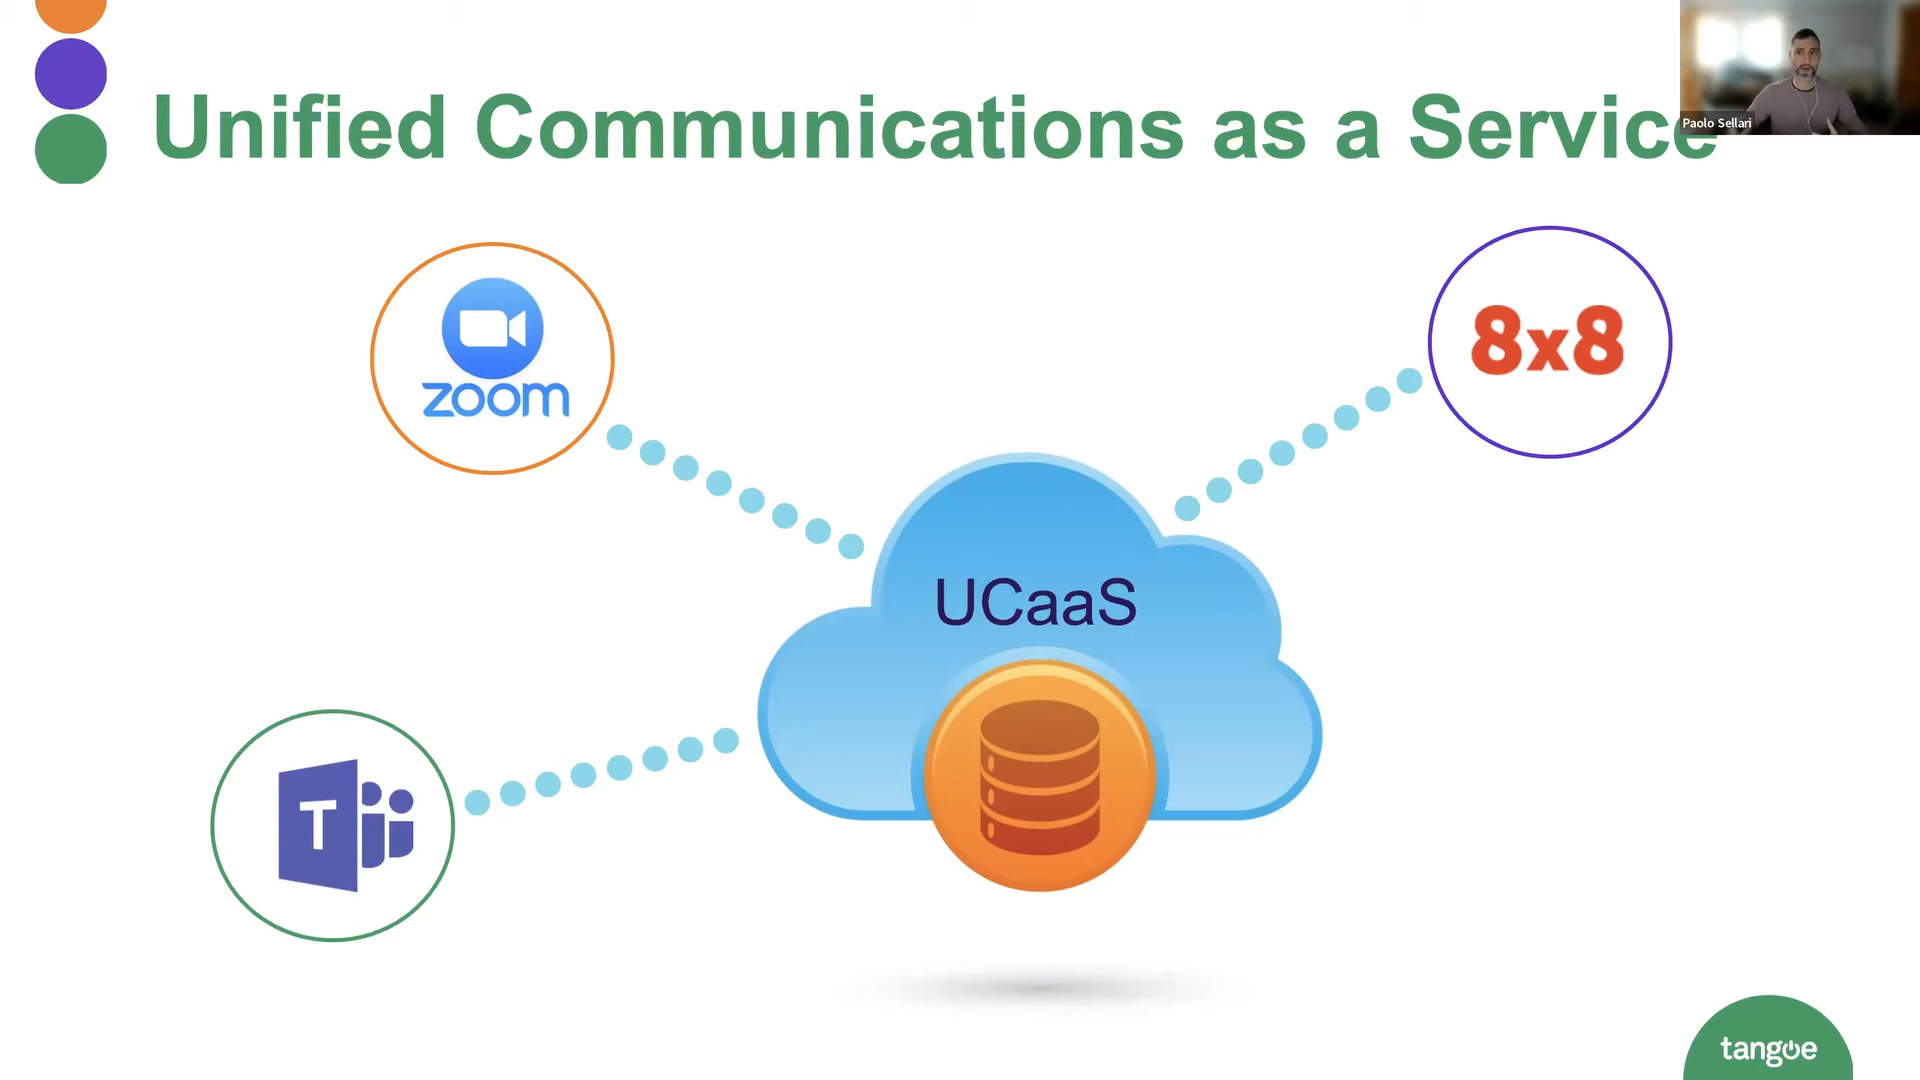 Unified Communications as a Service
Paolo Sellari
zoom
8x8
UCaaS
T
tangoe